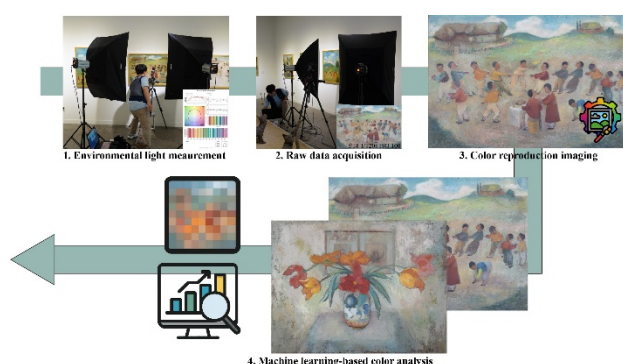 1. Environmental light meaurement
2. Raw data acquisition
3. Color reproduction imaging
4. Machine learning-based color analysis